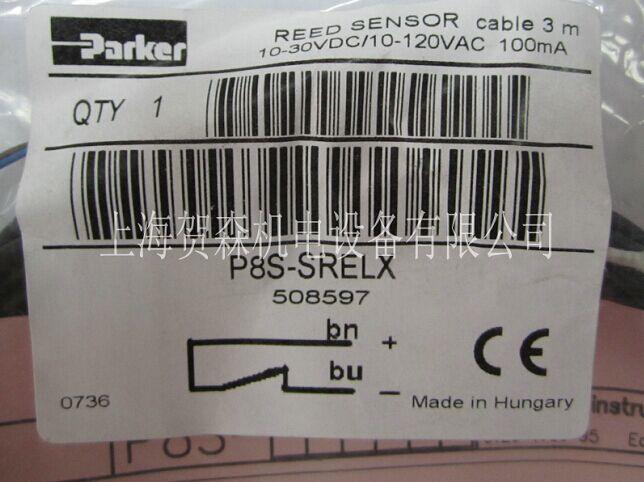 Parker
REED SENSOR cable 3 m
10-30VDC/10-120VAC 100mA
QTY 1
上海贺森机电设备有限公司
P8S-SRELX
508597
bn +
bu -
CE
0736
Made in Hungary
P8S-